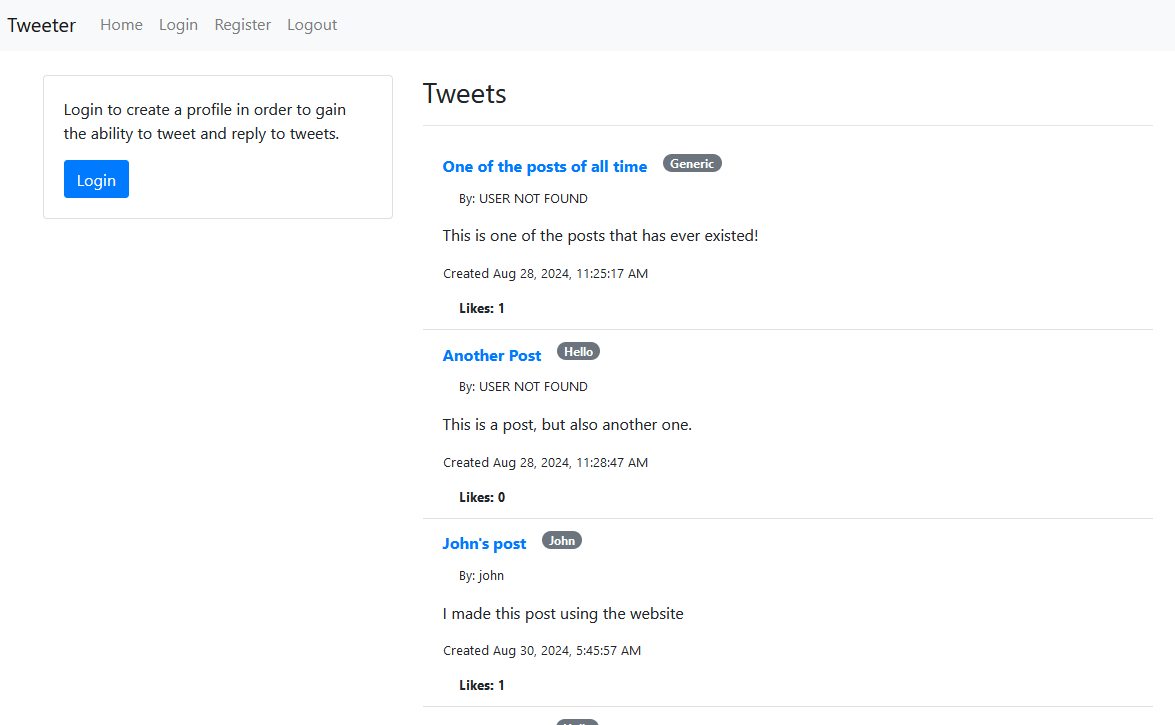 Tweeter Home Login Register Logout
Login to create a profile in order to gain
the ability to tweet and reply to tweets.
Login
Tweets
One of the posts of all time Generic
By: USER NOT FOUND
This is one of the posts that has ever existed!
Created Aug 28, 2024, 11:25:17 AM
Likes: 1
Another Post Hello
By: USER NOT FOUND
This is a post, but also another one.
Created Aug 28, 2024, 11:28:47 AM
Likes: 0
John's post John
By: john
I made this post using the website
Created Aug 30, 2024, 5:45:57 AM
Likes: 1